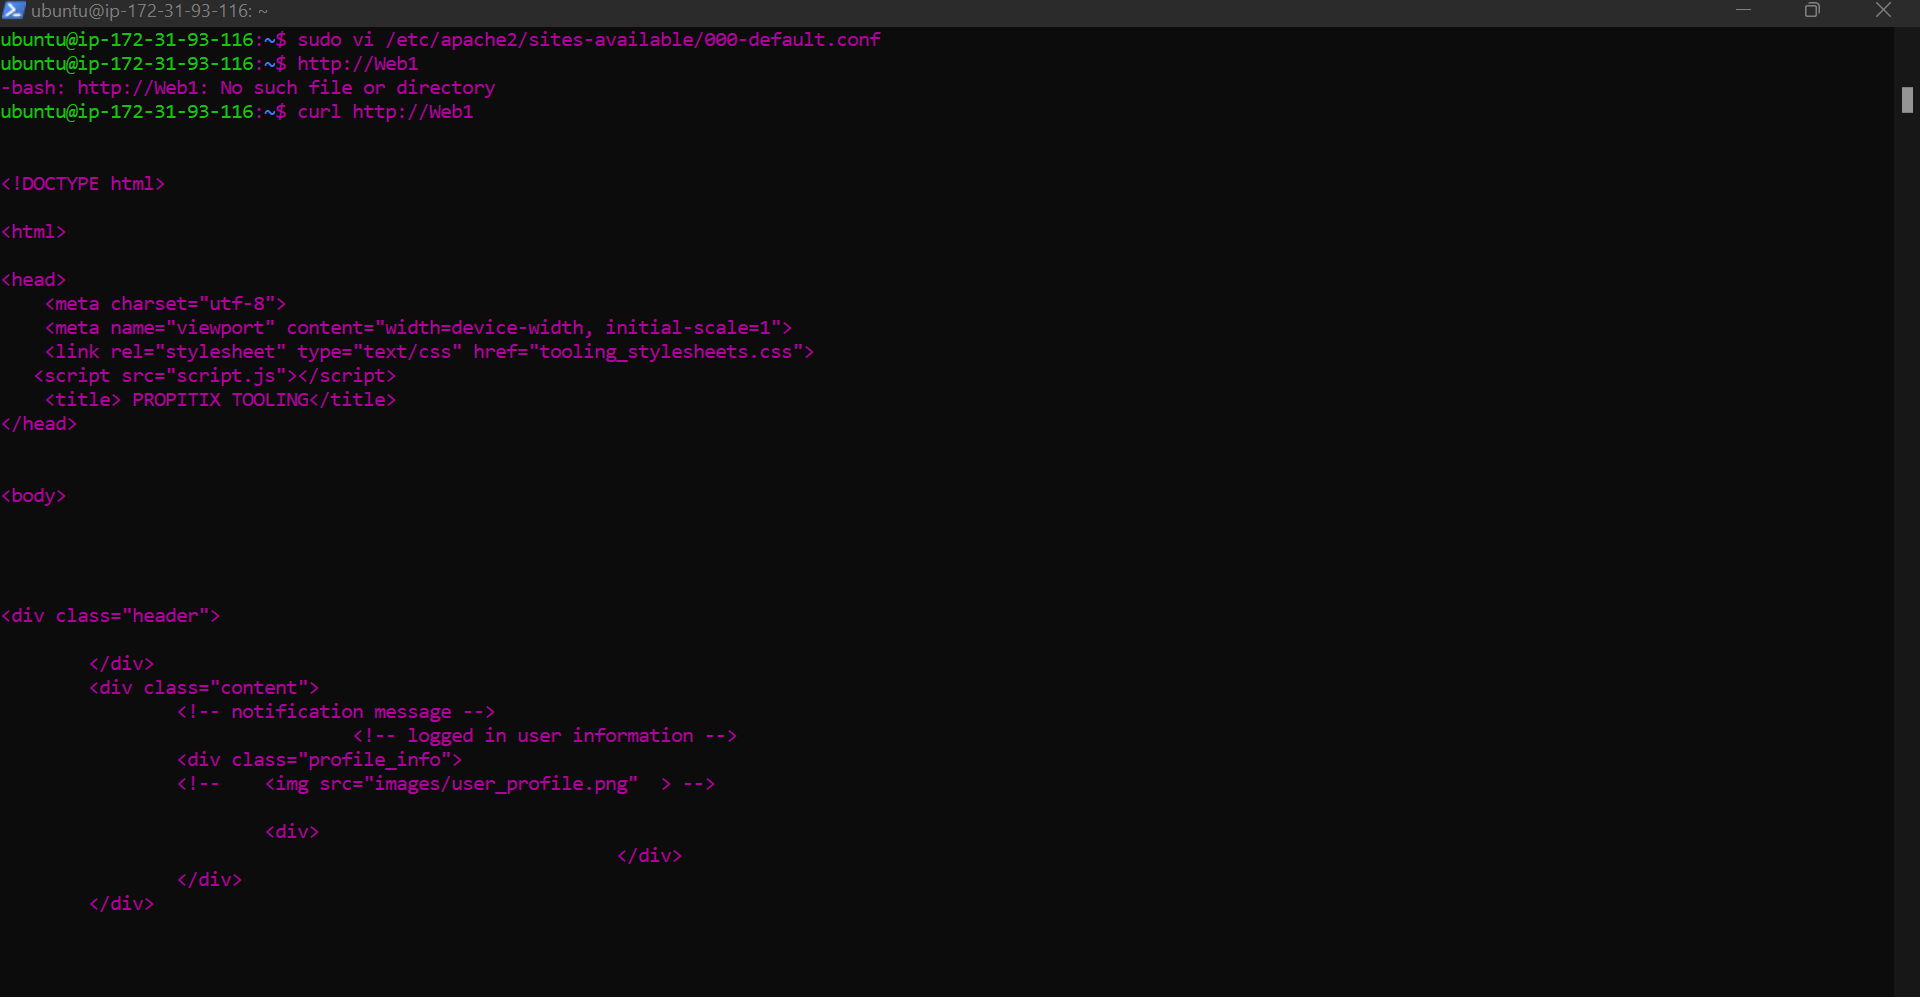 ubuntu@ip-172-31-93-116: ~
ubuntu@ip-172-31-93-116:~$ sudo vi /etc/apache2/sites-available/000-default.conf
ubuntu@ip-172-31-93-116:~$ http://Web1
-bash: http://Web1: No such file or directory
ubuntu@ip-172-31-93-116:~$ curl http://Web1
<!DOCTYPE html>
<html>
<head>
    <meta charset="utf-8">
    <meta name="viewport" content="width=device-width, initial-scale=1">
    <link rel="stylesheet" type="text/css" href="tooling_stylesheets.css">
   <script src="script.js"></script>
    <title> PROPITIX TOOLING</title>
</head>
<body>
<div class="header">
        </div>
        <div class="content">
                <!-- notification message -->
                                <!-- logged in user information -->
                <div class="profile_info">
                <!--    <img src="images/user_profile.png"  > -->
                        <div>
                                                        </div>
                </div>
        </div>